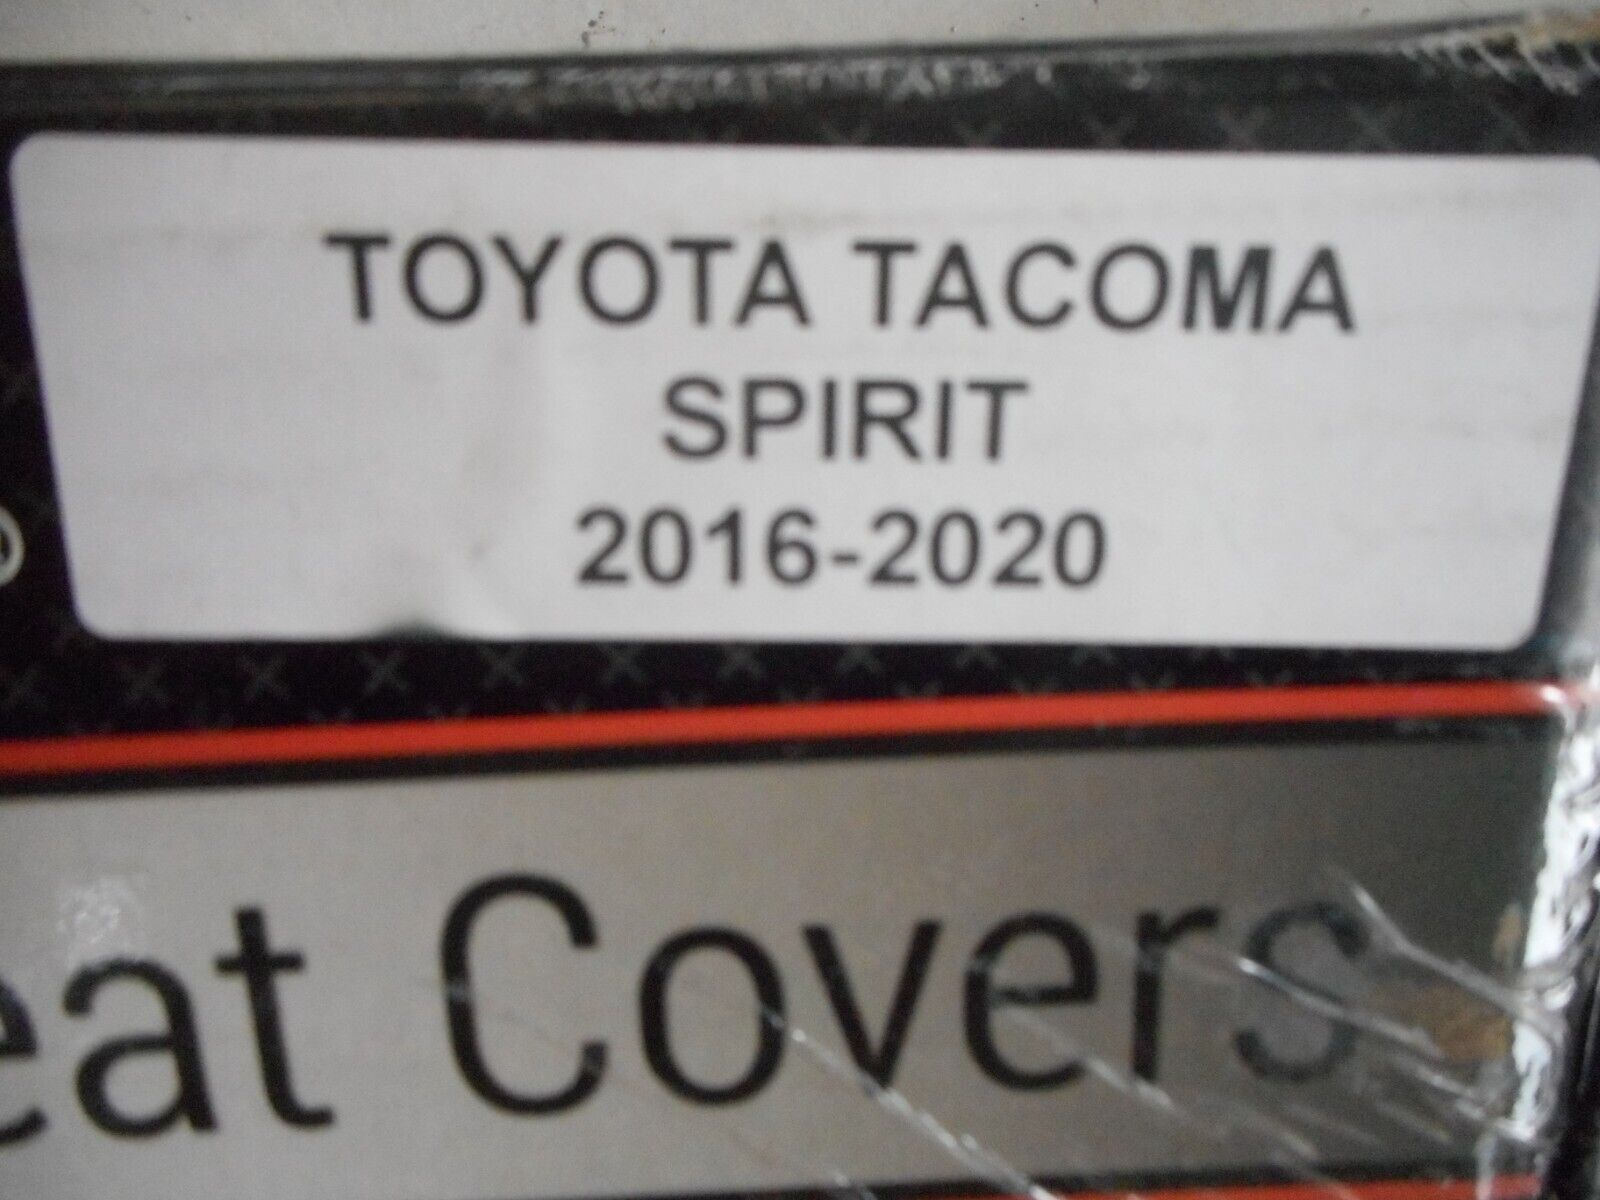 TOYOTA TACOMA
SPIRIT
2016-2020
eat Covers